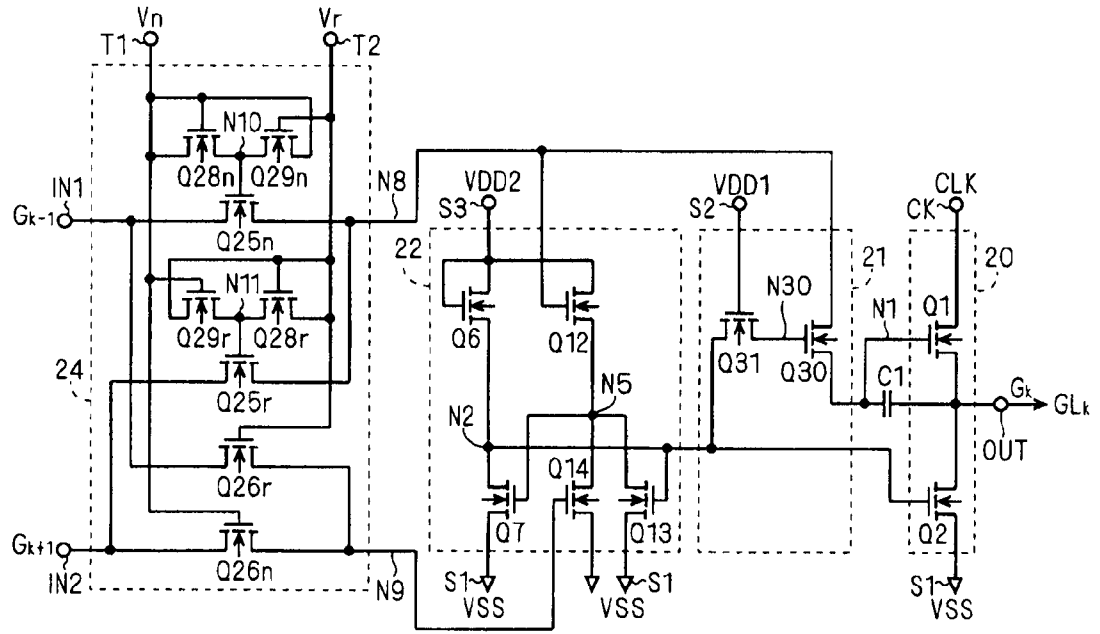 Vn Vr
T1 T2
N10
Q28n Q29n
IN1
Gk-1
Q25n
N8
N11
Q29r Q28r
24
Q25r
Q26r
Gk+1
IN2
Q26n
N9
VDD2
S3
22
Q6 Q12
N5
N2
Q14
Q7 Q13
S1 S1
VSS VSS
VDD1
S2
21
N30
Q31 Q30
CLK
CK
20
N1 Q1
C1
Gk
GLk
OUT
Q2
S1
VSS